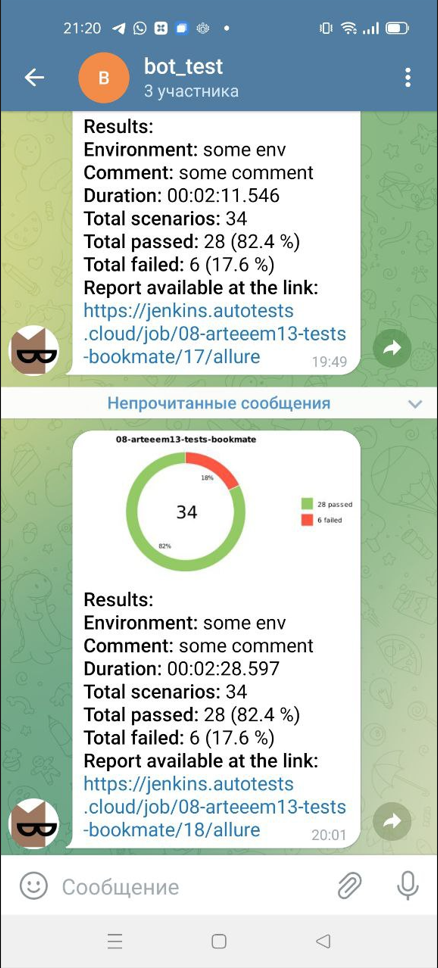 21:20
B
bot_test
3 участника
Results:
Environment: some env
Comment: some comment
Duration: 00:02:11.546
Total scenarios: 34
Total passed: 28 (82.4 %)
Total failed: 6 (17.6 %)
Report available at the link:
https://jenkins.autotests
.cloud/job/08-arteeem13-tests
-bookmate/17/allure
19:49
Непрочитанные сообщения
08-arteeem13-tests-bookmate
18%
34
82%
28 passed
6 failed
Results:
Environment: some env
Comment: some comment
Duration: 00:02:28.597
Total scenarios: 34
Total passed: 28 (82.4 %)
Total failed: 6 (17.6 %)
Report available at the link:
https://jenkins.autotests
.cloud/job/08-arteeem13-tests
-bookmate/18/allure
20:01
Сообщение